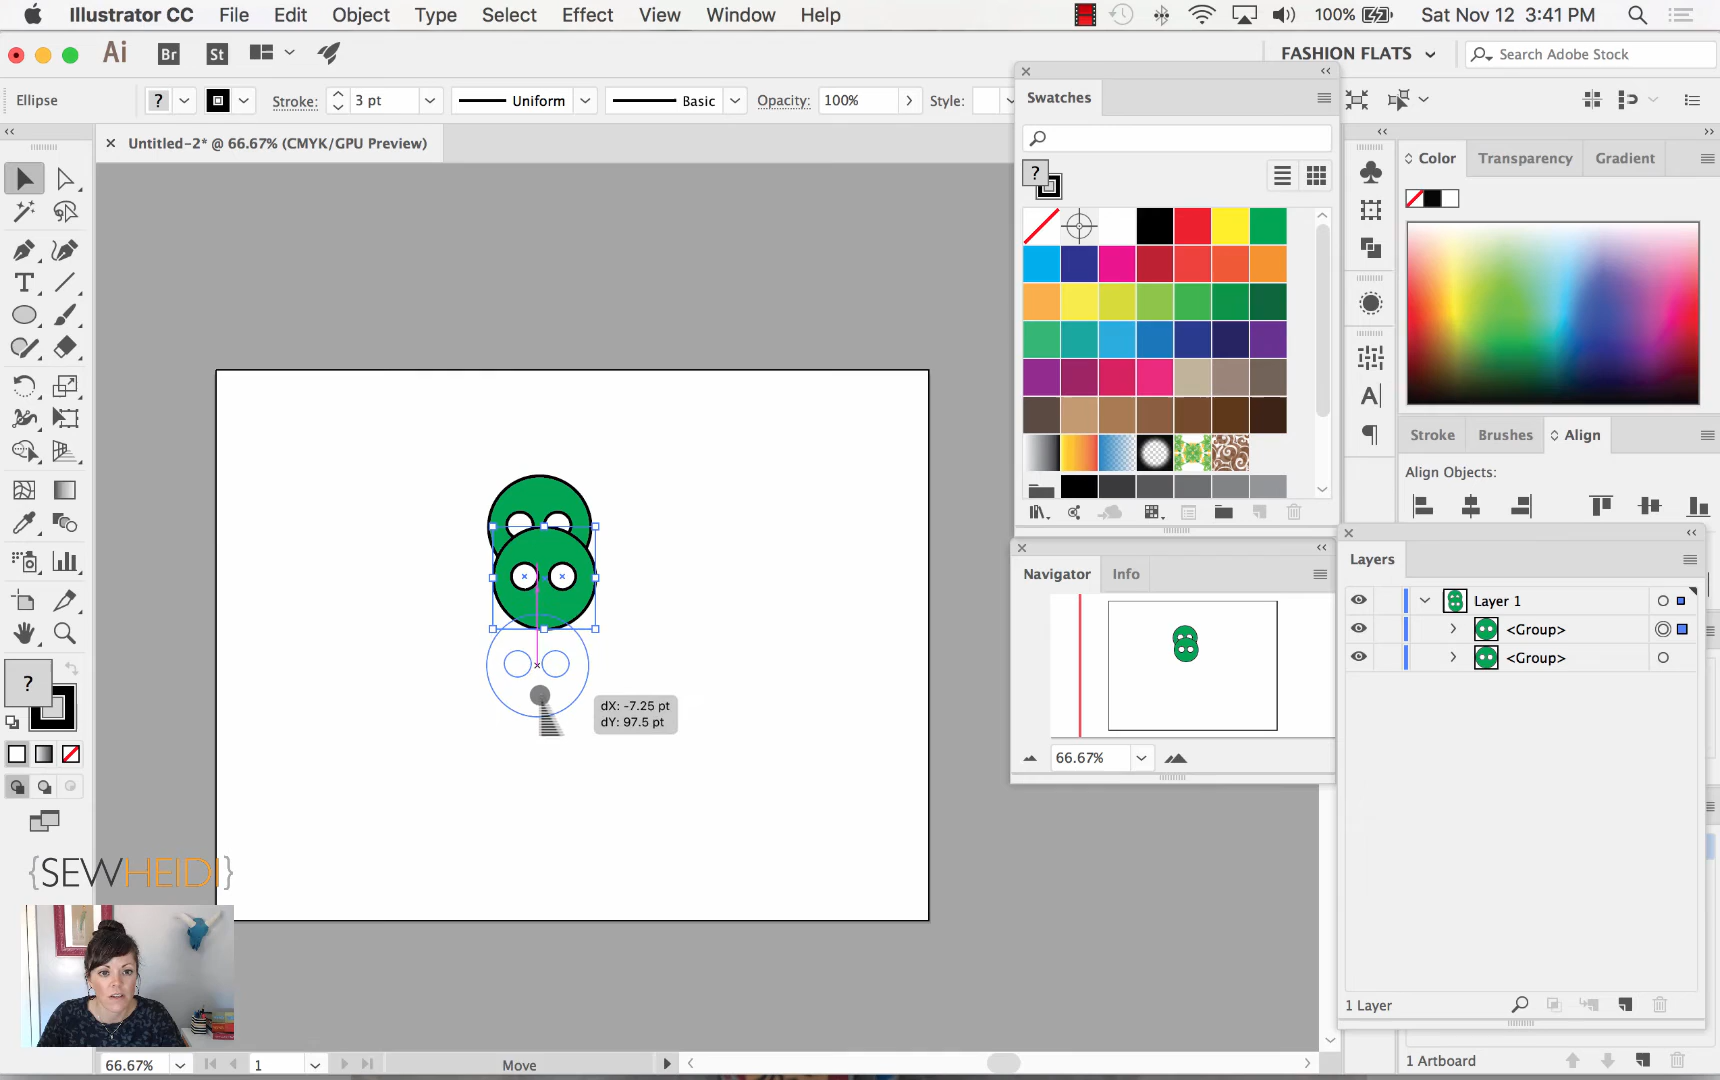 Illustrator CC File Edit Object Type Select Effect View Window Help 100% Sat Nov 12 3:41 PM
Ai Br St FASHION FLATS Search Adobe Stock
Ellipse ? Stroke: 3 pt Uniform Basic Opacity: 100% Style:
Untitled-2* @ 66.67% (CMYK/GPU Preview)
Swatches
?
Color Transparency Gradient
Stroke Brushes Align
Align Objects:
Layers
Layer 1
<Group>
<Group>
1 Layer
Navigator Info
66.67%
dX: -7.25 pt
dY: 97.5 pt
?
{SEWHEIDI}
66.67% 1 Move
1 Artboard